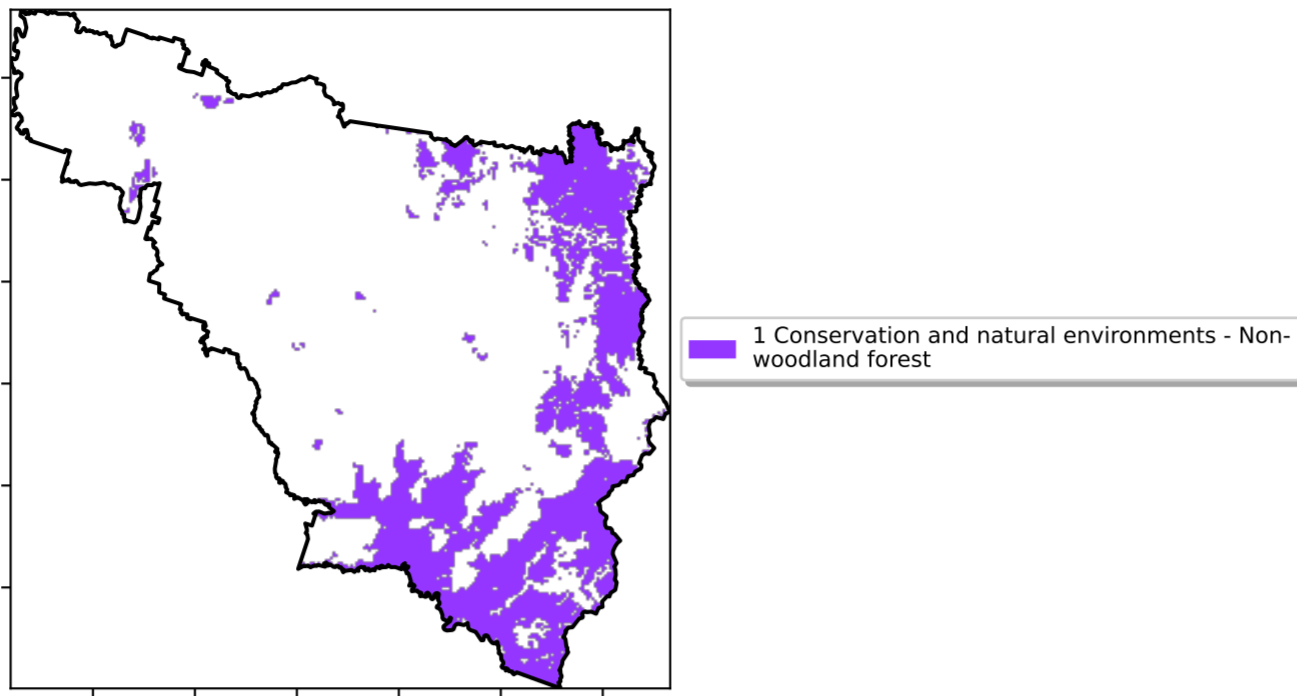 1 Conservation and natural environments - Non-
woodland forest